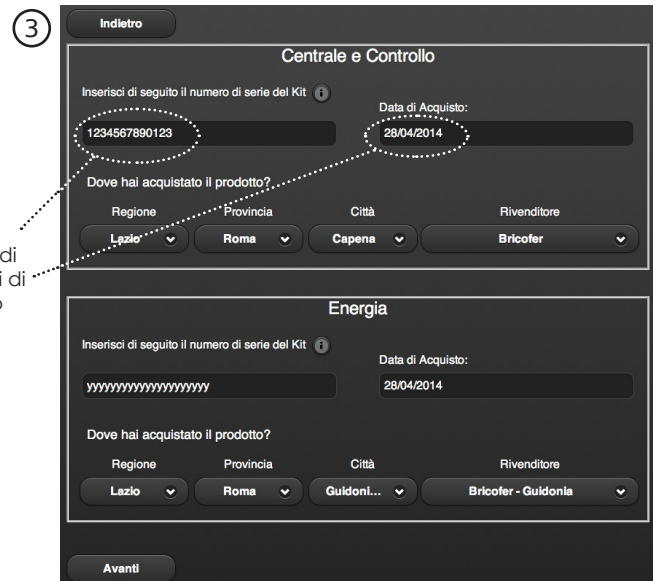 3
Indietro
Centrale e Controllo
Inserisci di seguito il numero di serie del Kit i
Data di Acquisto:
1234567890123
28/04/2014
Dove hai acquistato il prodotto?
Regione Provincia Città Rivenditore
Lazio Roma Capena Bricofer
di
i di
o
Energia
Inserisci di seguito il numero di serie del Kit i
Data di Acquisto:
yyyyyyyyyyyyyyyyyyyyy
28/04/2014
Dove hai acquistato il prodotto?
Regione Provincia Città Rivenditore
Lazio Roma Guidoni... Bricofer - Guidonia
Avanti